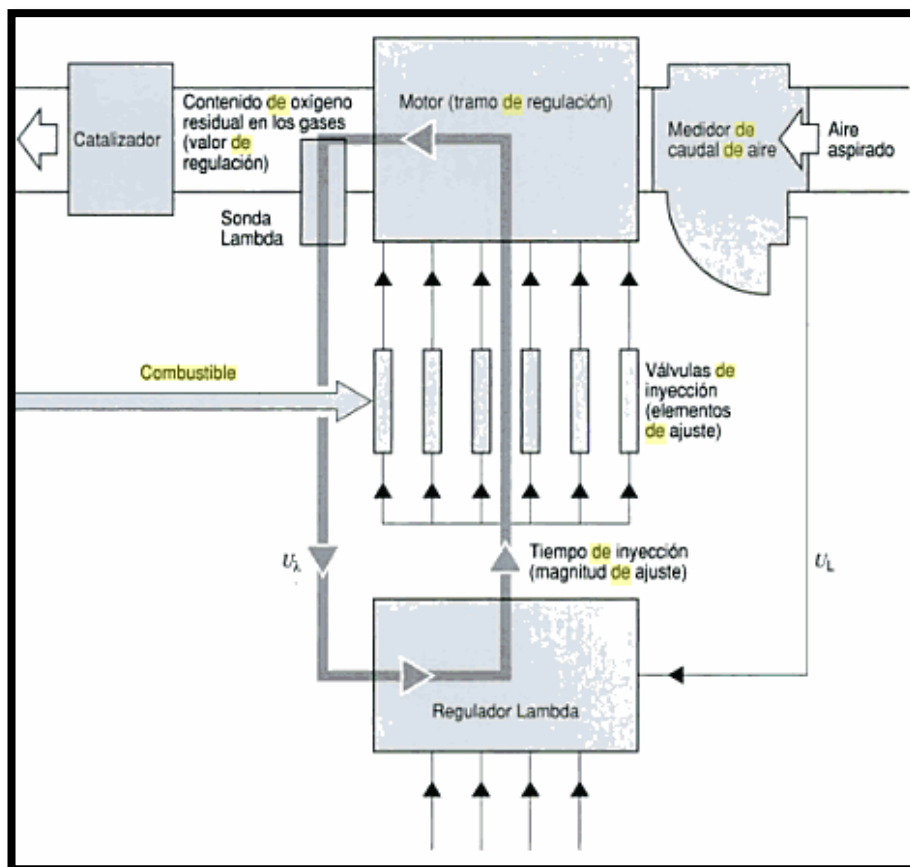 Catalizador
Contenido de oxígeno
residual en los gases
(valor de
regulación)
Motor (tramo de regulación)
Medidor de
caudal de aire
Aire
aspirado
Sonda
Lambda
Combustible
Válvulas de
inyección
(elementos
de ajuste)
Uλ
Tiempo de inyección
(magnitud de ajuste)
UL
Regulador Lambda